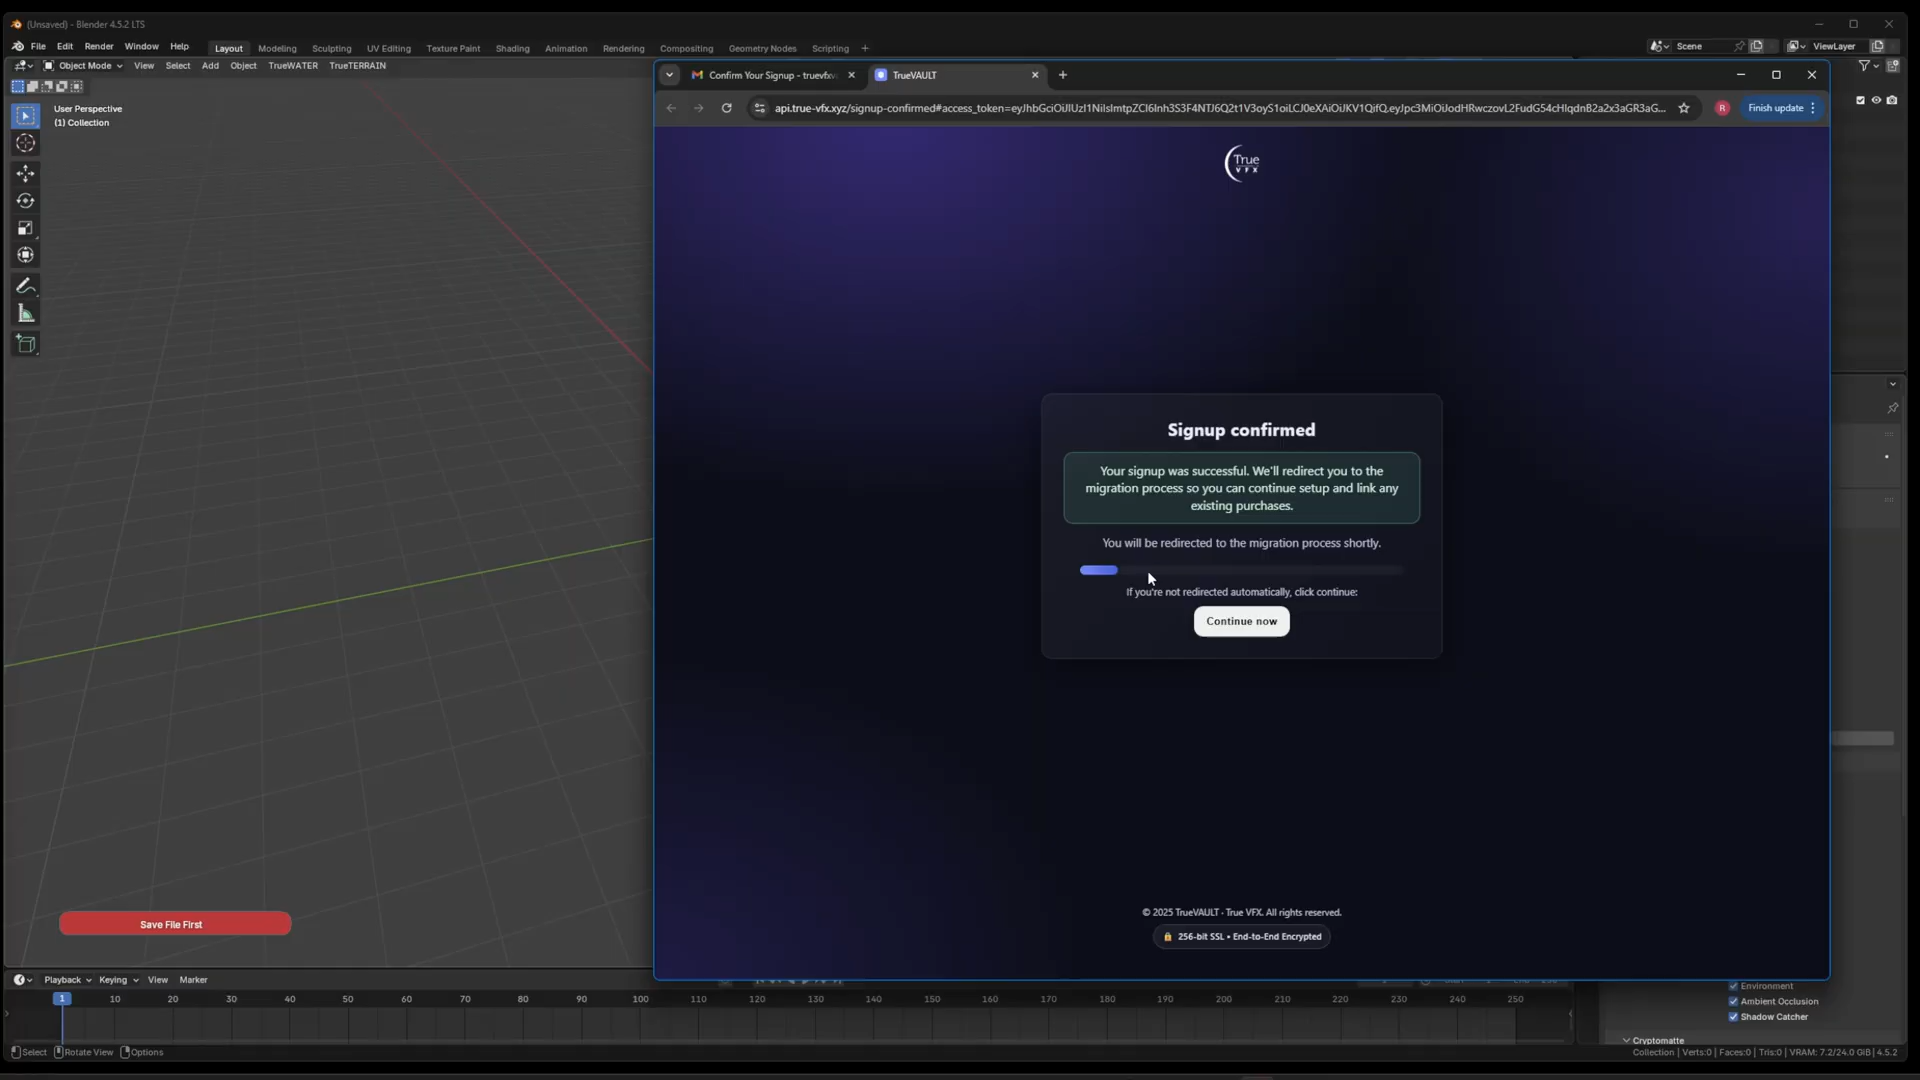 (Unsaved) - Blender 4.5.2 LTS
File Edit Render Window Help
Layout Modeling Sculpting UV Editing Texture Paint Shading Animation Rendering Compositing Geometry Nodes Scripting +
Scene
ViewLayer
Object Mode View Select Add Object TrueWATER TrueTERRAIN
User Perspective
(1) Collection
Confirm Your Signup - truevfx
TrueVAULT
Finish update
R
True
VFX
Signup confirmed
Your signup was successful. We'll redirect you to the
migration process so you can continue setup and link any
existing purchases.
You will be redirected to the migration process shortly.
If you're not redirected automatically, click continue:
Continue now
© 2025 TrueVAULT · True VFX. All rights reserved.
256-bit SSL • End-to-End Encrypted
Save File First
Playback Keying View Marker
1 10 20 30 40 50 60 70 80 90 100 110 120 130 140 150 160 170 180 190 200 210 220 230 240 250
Environment
Ambient Occlusion
Shadow Catcher
Cryptomatte
Select Rotate View Options
Collection | Verts:0 | Faces:0 | Tris:0 | VRAM: 7.2/24.0 GiB | 4.5.2